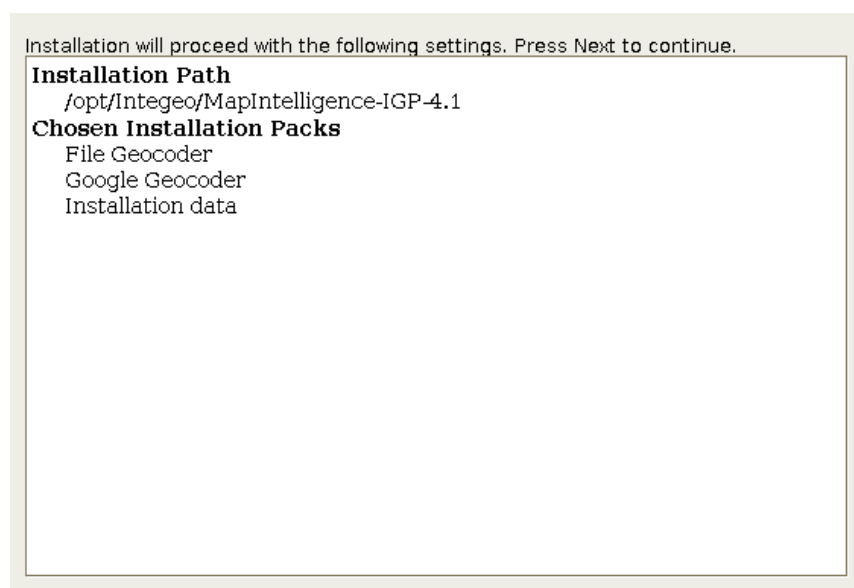 Installation will proceed with the following settings. Press Next to continue.
Installation Path
/opt/Integeo/MapIntelligence-IGP-4.1
Chosen Installation Packs
File Geocoder
Google Geocoder
Installation data